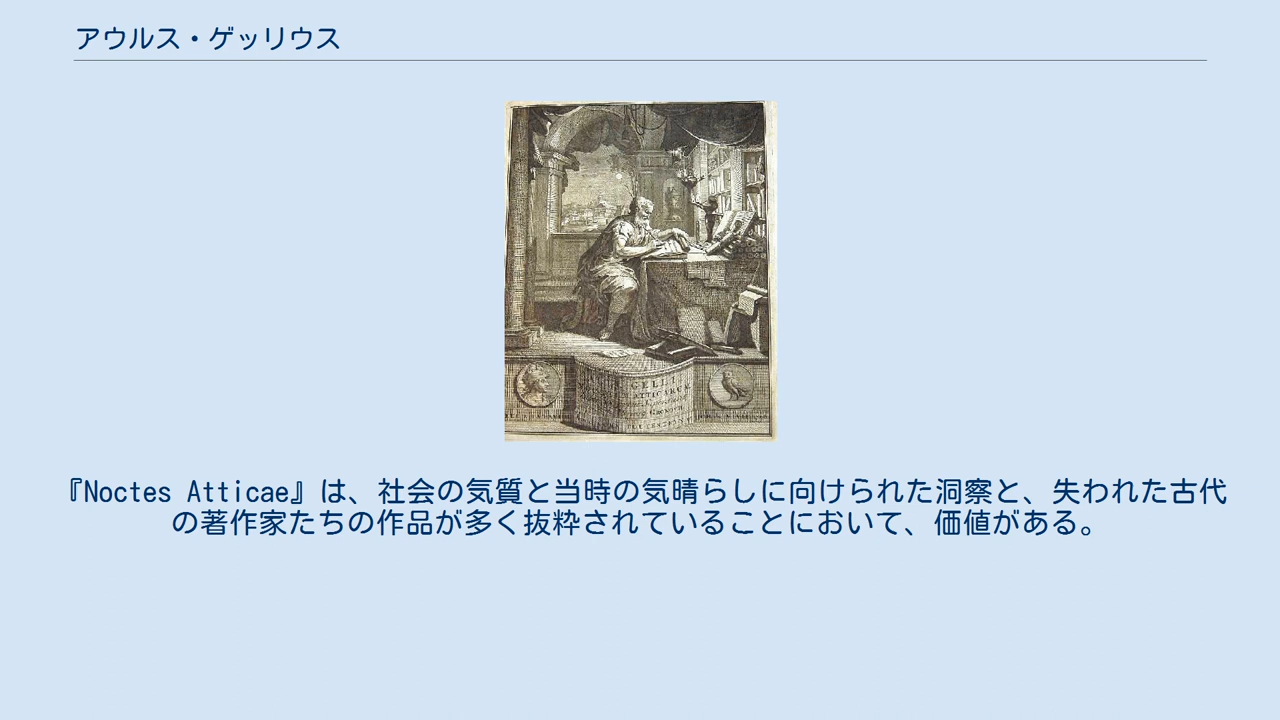 アウルス・ゲッリウス
GELLII
ATTICARUM
『Noctes Atticae』は、社会の気質と当時の気晴らしに向けられた洞察と、失われた古代
の著作家たちの作品が多く抜粋されていることにおいて、価値がある。